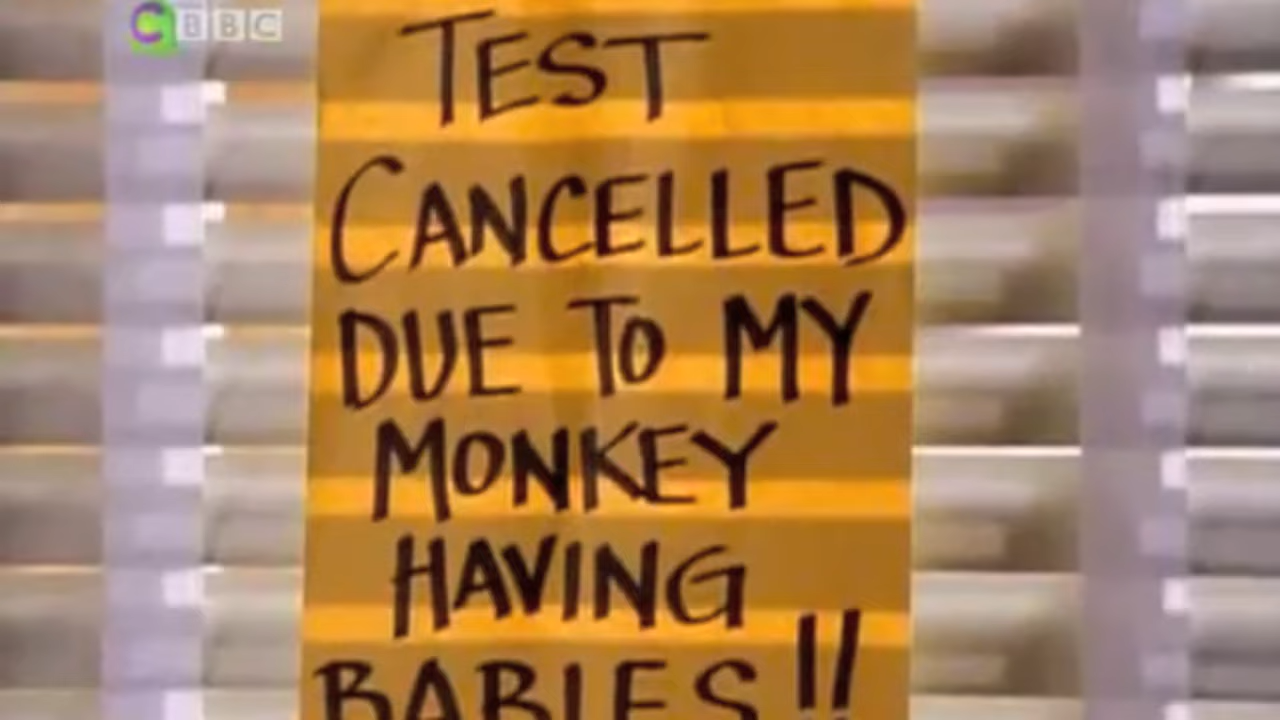 CBBC
TEST
CANCELLED
DUE TO MY
MONKEY
HAVING
BABIES!!